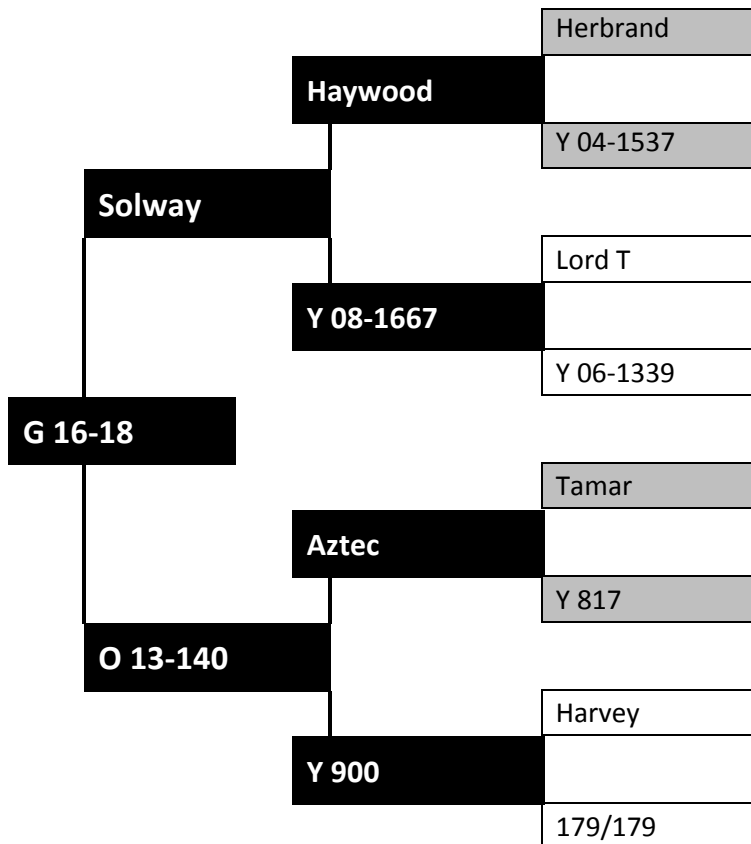 Herbrand
Haywood
Y 04-1537
Solway
Lord T
Y 08-1667
Y 06-1339
G 16-18
Tamar
Aztec
Y 817
O 13-140
Harvey
Y 900
179/179